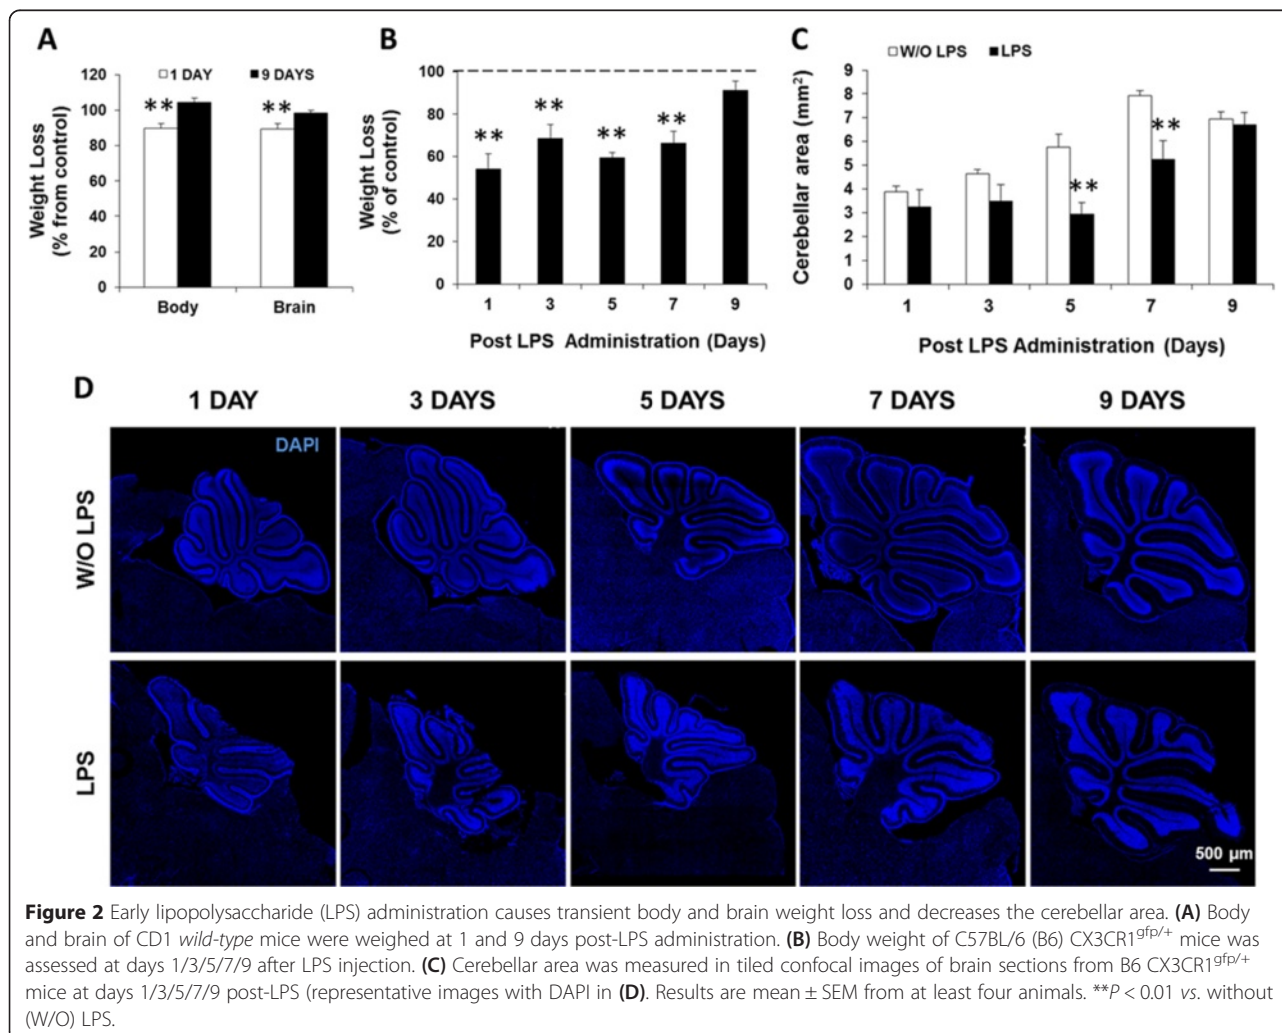 A
1 DAY
9 DAYS
Weight Loss
(% from control)
120
100
80
60
40
20
0
**
**
Body
Brain
B
Weight Loss
(% of control)
100
80
60
40
20
0
**
**
**
**
1 3 5 7 9
Post LPS Administration (Days)
C
W/O LPS
LPS
Cerebellar area (mm²)
9
8
7
6
5
4
3
2
1
0
**
**
1 3 5 7 9
Post LPS Administration (Days)
D
1 DAY 3 DAYS 5 DAYS 7 DAYS 9 DAYS
W/O LPS
DAPI
LPS
500 µm
Figure 2 Early lipopolysaccharide (LPS) administration causes transient body and brain weight loss and decreases the cerebellar area. (A) Body
and brain of CD1 wild-type mice were weighed at 1 and 9 days post-LPS administration. (B) Body weight of C57BL/6 (B6) CX3CR1gfp/+ mice was
assessed at days 1/3/5/7/9 after LPS injection. (C) Cerebellar area was measured in tiled confocal images of brain sections from B6 CX3CR1gfp/+
mice at days 1/3/5/7/9 post-LPS (representative images with DAPI in (D). Results are mean ± SEM from at least four animals. **P < 0.01 vs. without
(W/O) LPS.